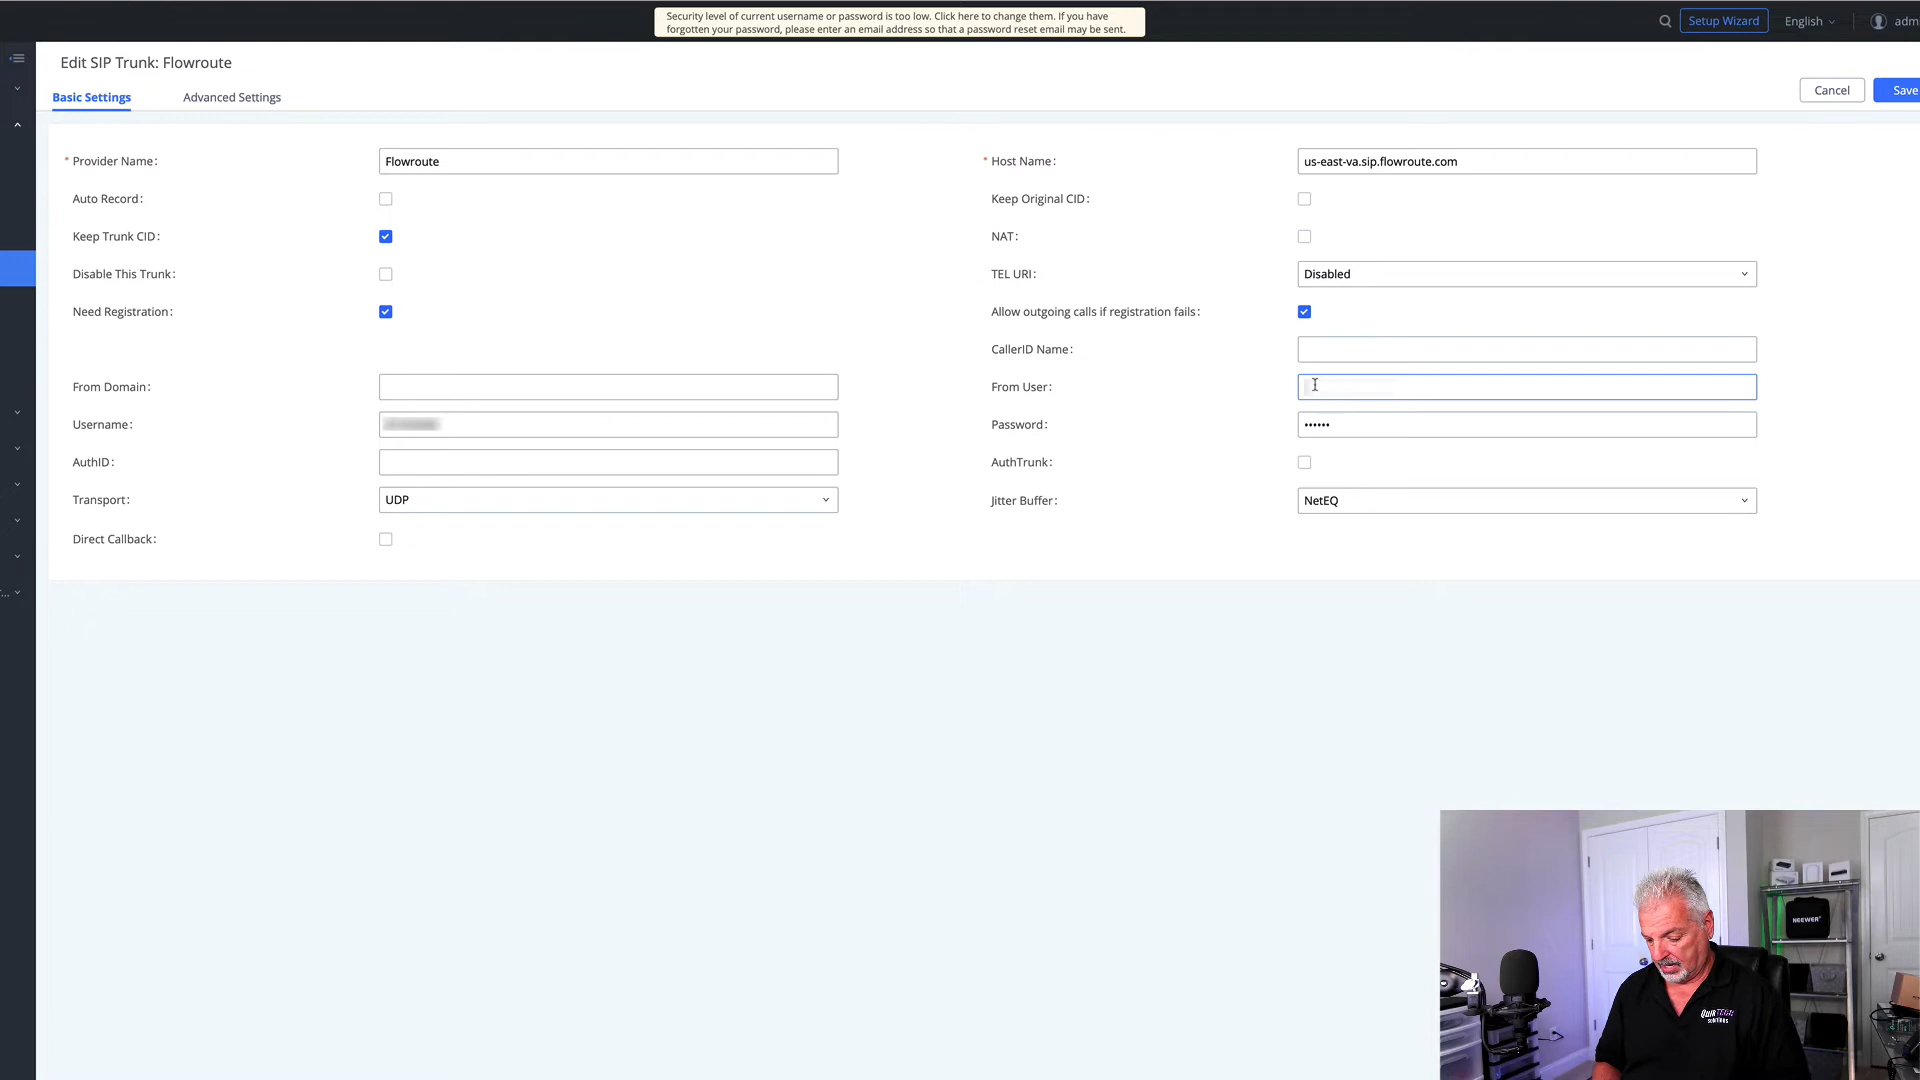 Security level of current username or password is too low. Click here to change them. If you have
forgotten your password, please enter an email address so that a password reset email may be sent.
Setup Wizard
English
adm
Edit SIP Trunk: Flowroute
Basic Settings
Advanced Settings
Cancel
Save
* Provider Name:
Flowroute
* Host Name:
us-east-va.sip.flowroute.com
Auto Record:
Keep Original CID:
Keep Trunk CID:
NAT:
Disable This Trunk:
TEL URI:
Disabled
Need Registration:
Allow outgoing calls if registration fails:
CallerID Name:
From Domain:
From User:
Username:
Password:
••••••
AuthID:
AuthTrunk:
Transport:
UDP
Jitter Buffer:
NetEQ
Direct Callback:
NEEWER